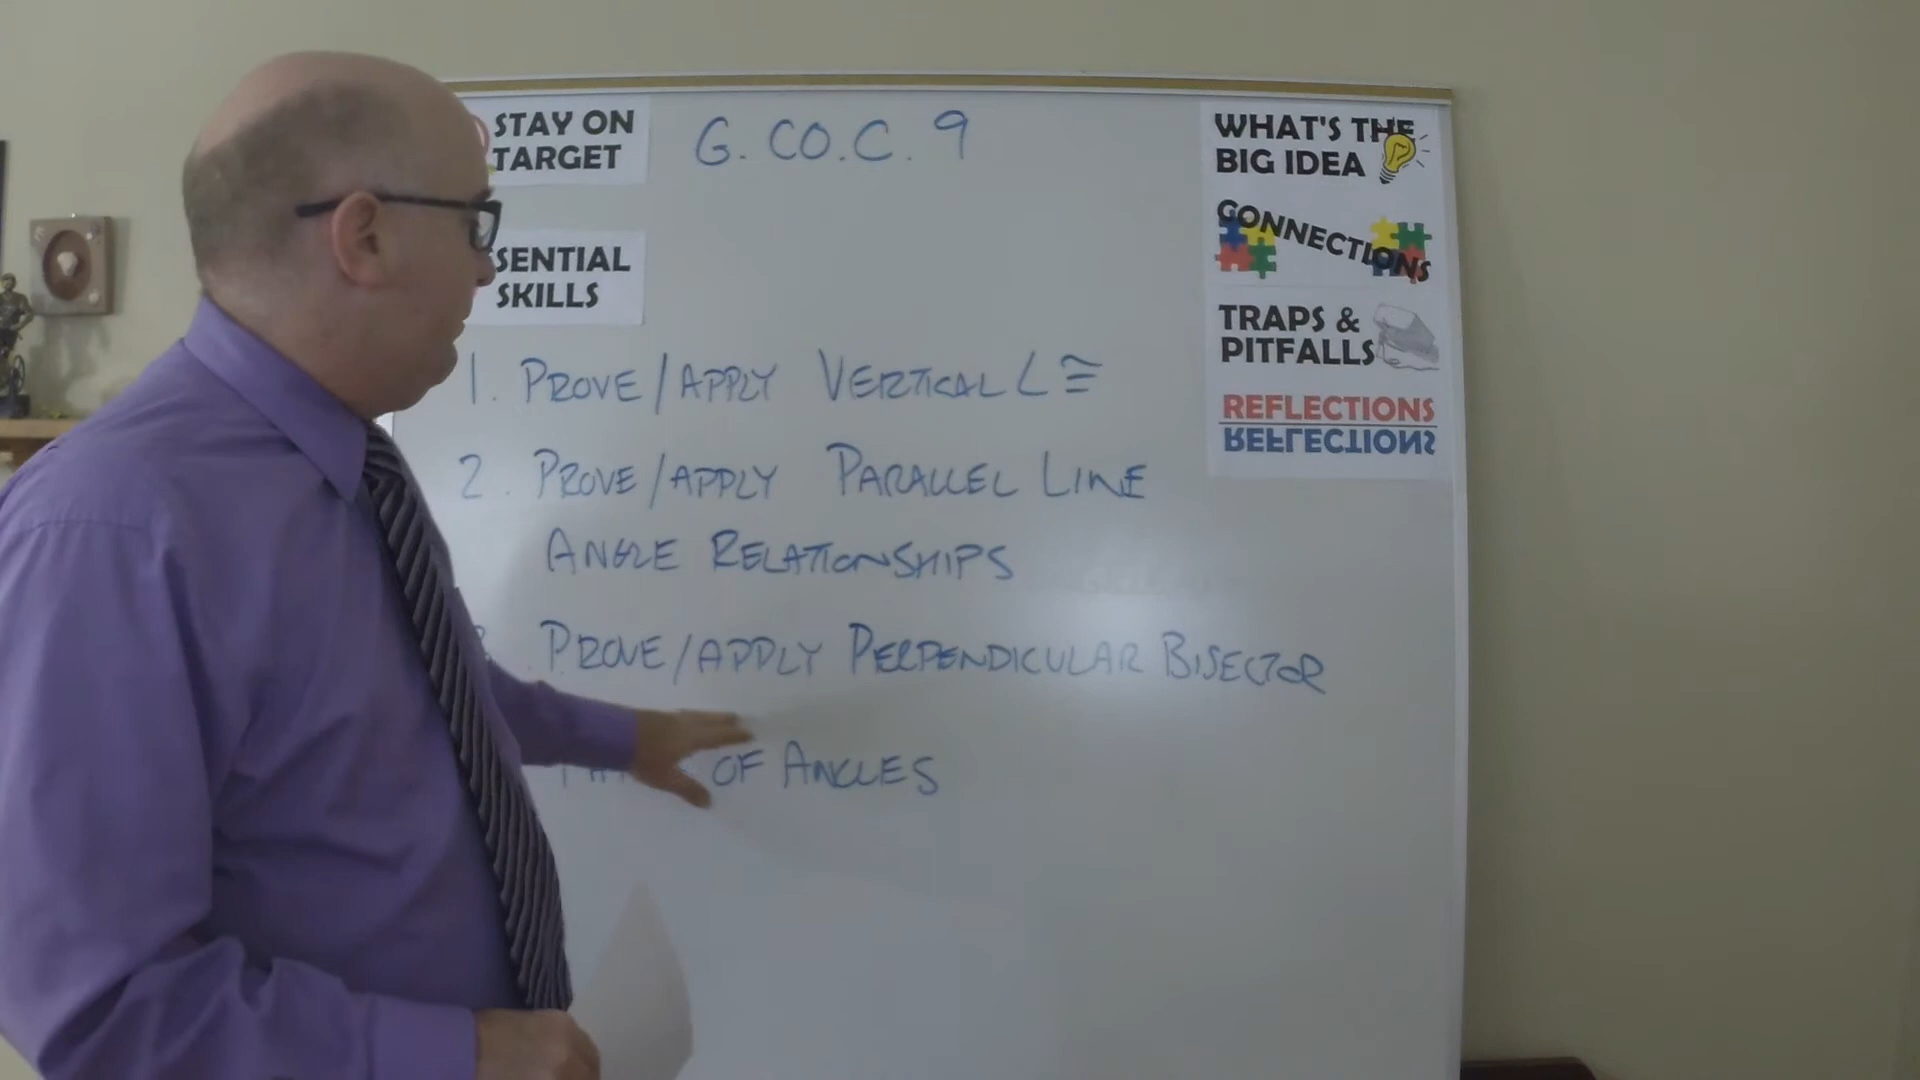 STAY ON
TARGET
G.CO.C.9
WHAT'S THE
BIG IDEA
CONNECTIONS
SENTIAL
SKILLS
TRAPS &
PITFALLS
REFLECTIONS
REFLECTIONS
1. PROVE/APPLY VERTICAL ∠ ≅
2. PROVE/APPLY PARALLEL LINE
ANGLE RELATIONSHIPS
PROVE/APPLY PERPENDICULAR BISECTOR
OF ANGLES